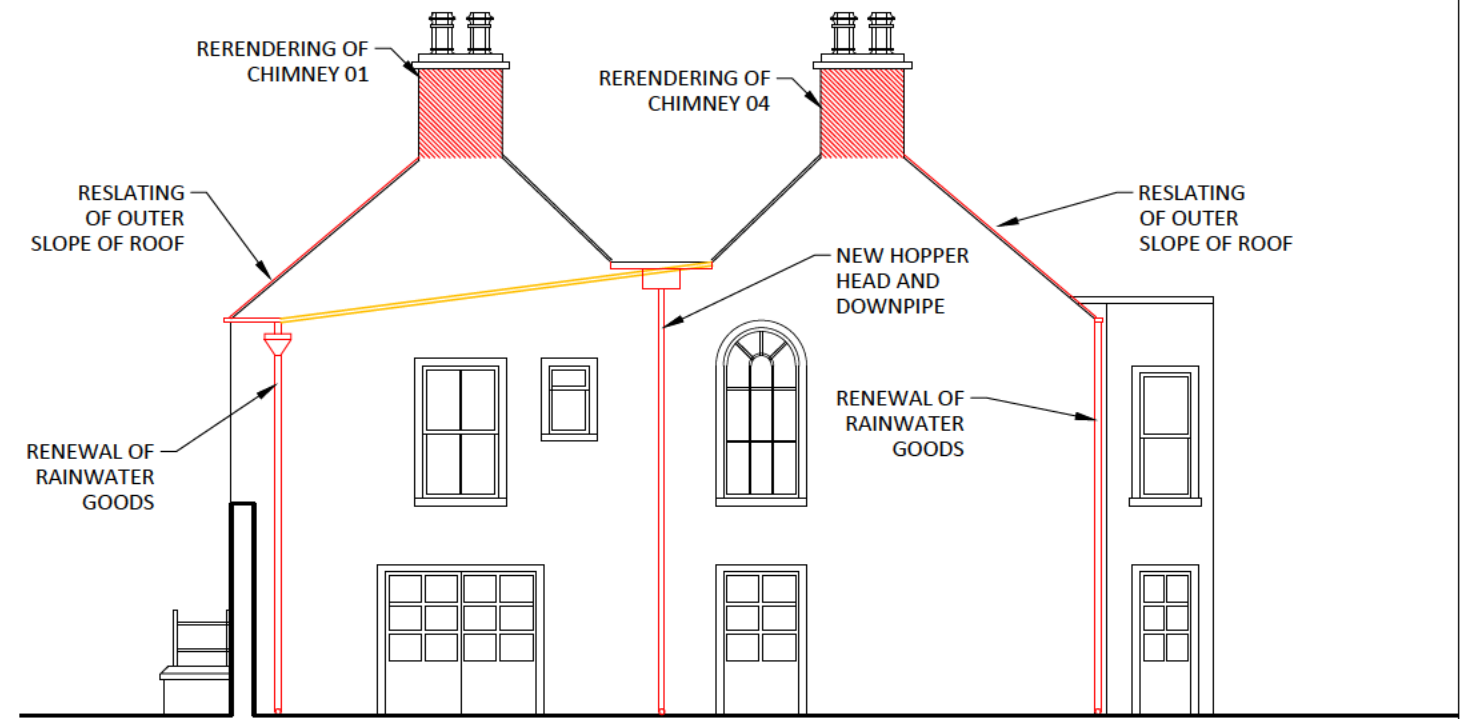 RERENDERING OF
CHIMNEY 01
RERENDERING OF
CHIMNEY 04
RESLATING
OF OUTER
SLOPE OF ROOF
RESLATING
OF OUTER
SLOPE OF ROOF
NEW HOPPER
HEAD AND
DOWNPIPE
RENEWAL OF
RAINWATER
GOODS
RENEWAL OF
RAINWATER
GOODS